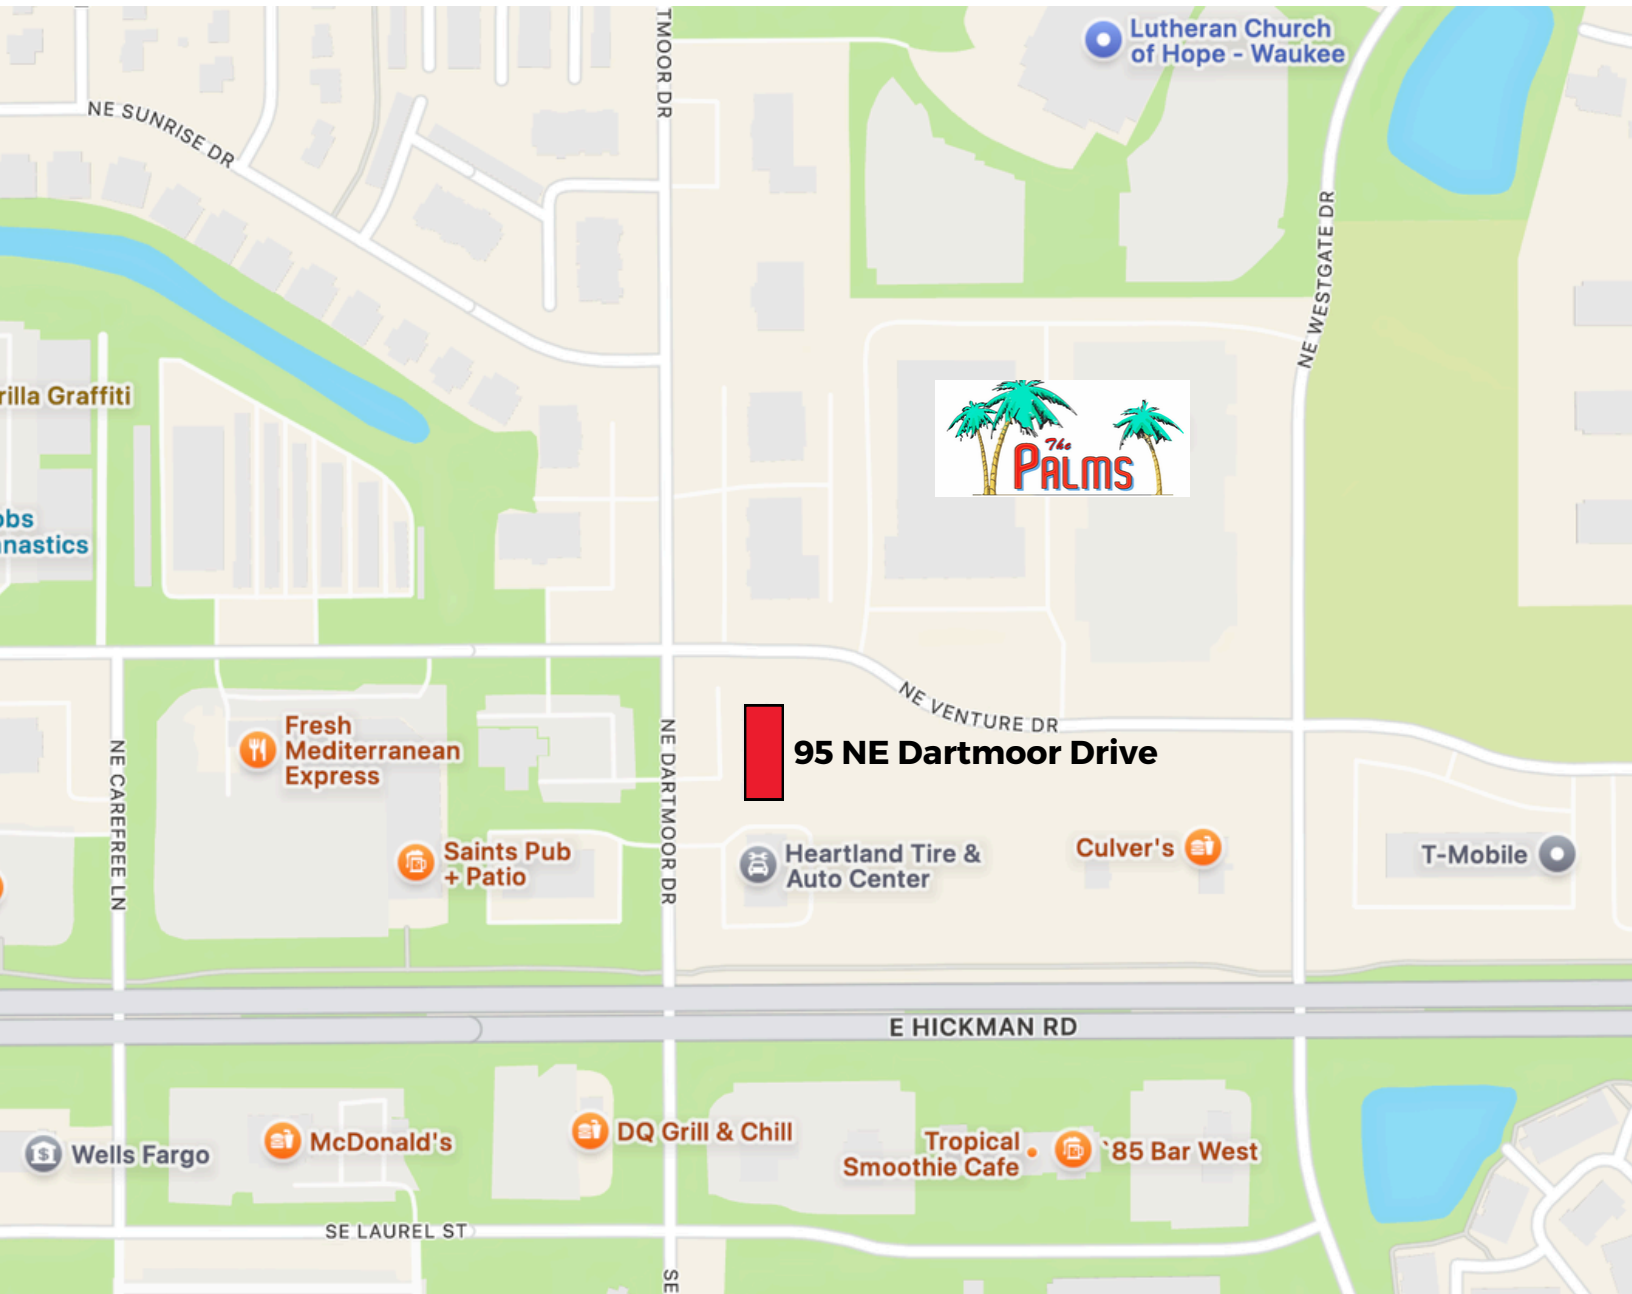 TMOOR DR
Lutheran Church
of Hope - Waukee
NE SUNRISE DR
NE WESTGATE DR
rilla Graffiti
The
PALMS
obs
nastics
NE VENTURE DR
Fresh
Mediterranean
Express
NE CAREFREE LN
NE DARTMOOR DR
95 NE Dartmoor Drive
Saints Pub
+ Patio
Heartland Tire &
Auto Center
Culver's
T-Mobile
E HICKMAN RD
Wells Fargo
McDonald's
DQ Grill & Chill
Tropical
Smoothie Cafe
`85 Bar West
SE LAUREL ST
SE